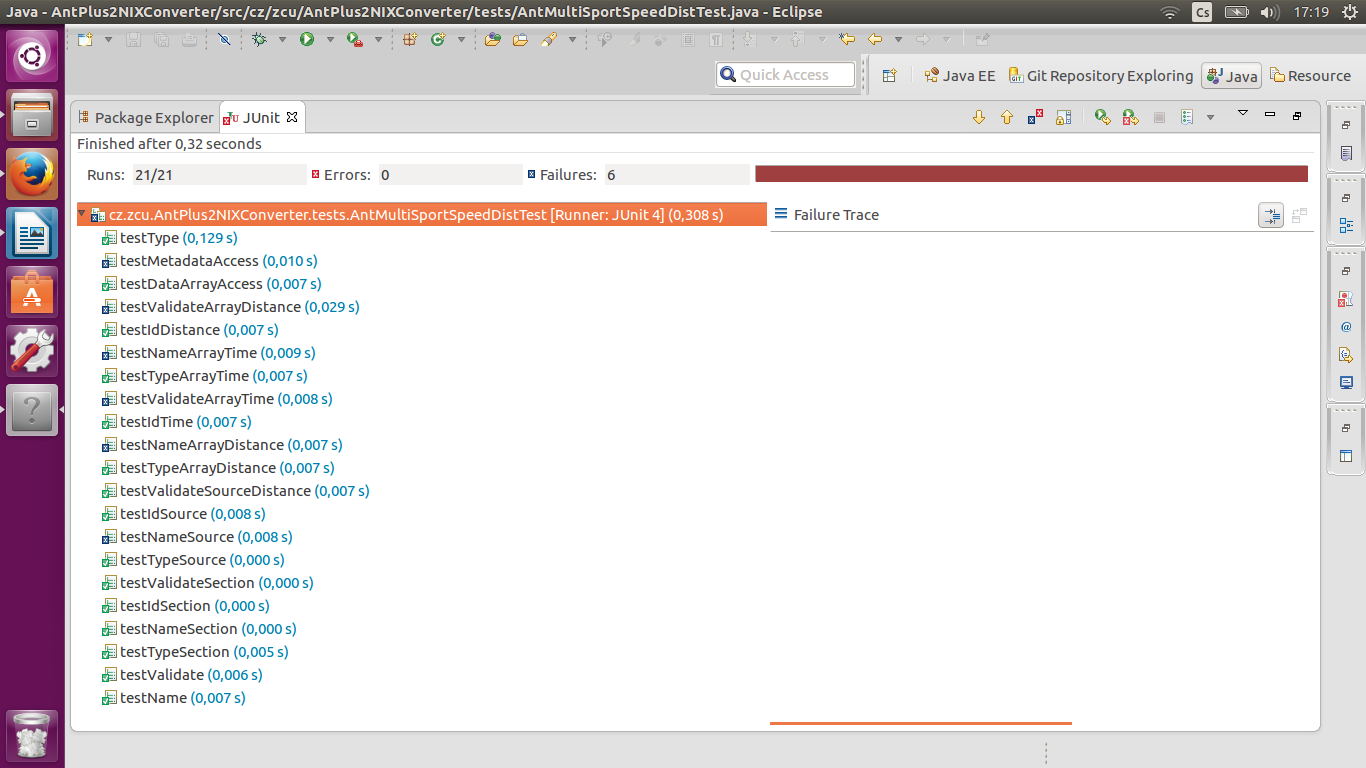 Java - AntPlus2NIXConverter/src/cz/zcu/AntPlus2NIXConverter/tests/AntMultiSportSpeedDistTest.java - Eclipse
Cs
17:19
Quick Access
Java EE
Git Repository Exploring
Java
Resource
Package Explorer
JUnit
Finished after 0,32 seconds
Runs: 21/21
Errors: 0
Failures: 6
cz.zcu.AntPlus2NIXConverter.tests.AntMultiSportSpeedDistTest [Runner: JUnit 4] (0,308 s)
Failure Trace
testType (0,129 s)
testMetadataAccess (0,010 s)
testDataArrayAccess (0,007 s)
testValidateArrayDistance (0,029 s)
testIdDistance (0,007 s)
testNameArrayTime (0,009 s)
testTypeArrayTime (0,007 s)
testValidateArrayTime (0,008 s)
testIdTime (0,007 s)
testNameArrayDistance (0,007 s)
testTypeArrayDistance (0,007 s)
testValidateSourceDistance (0,007 s)
testIdSource (0,008 s)
testNameSource (0,008 s)
testTypeSource (0,000 s)
testValidateSection (0,000 s)
testIdSection (0,000 s)
testNameSection (0,000 s)
testTypeSection (0,005 s)
testValidate (0,006 s)
testName (0,007 s)